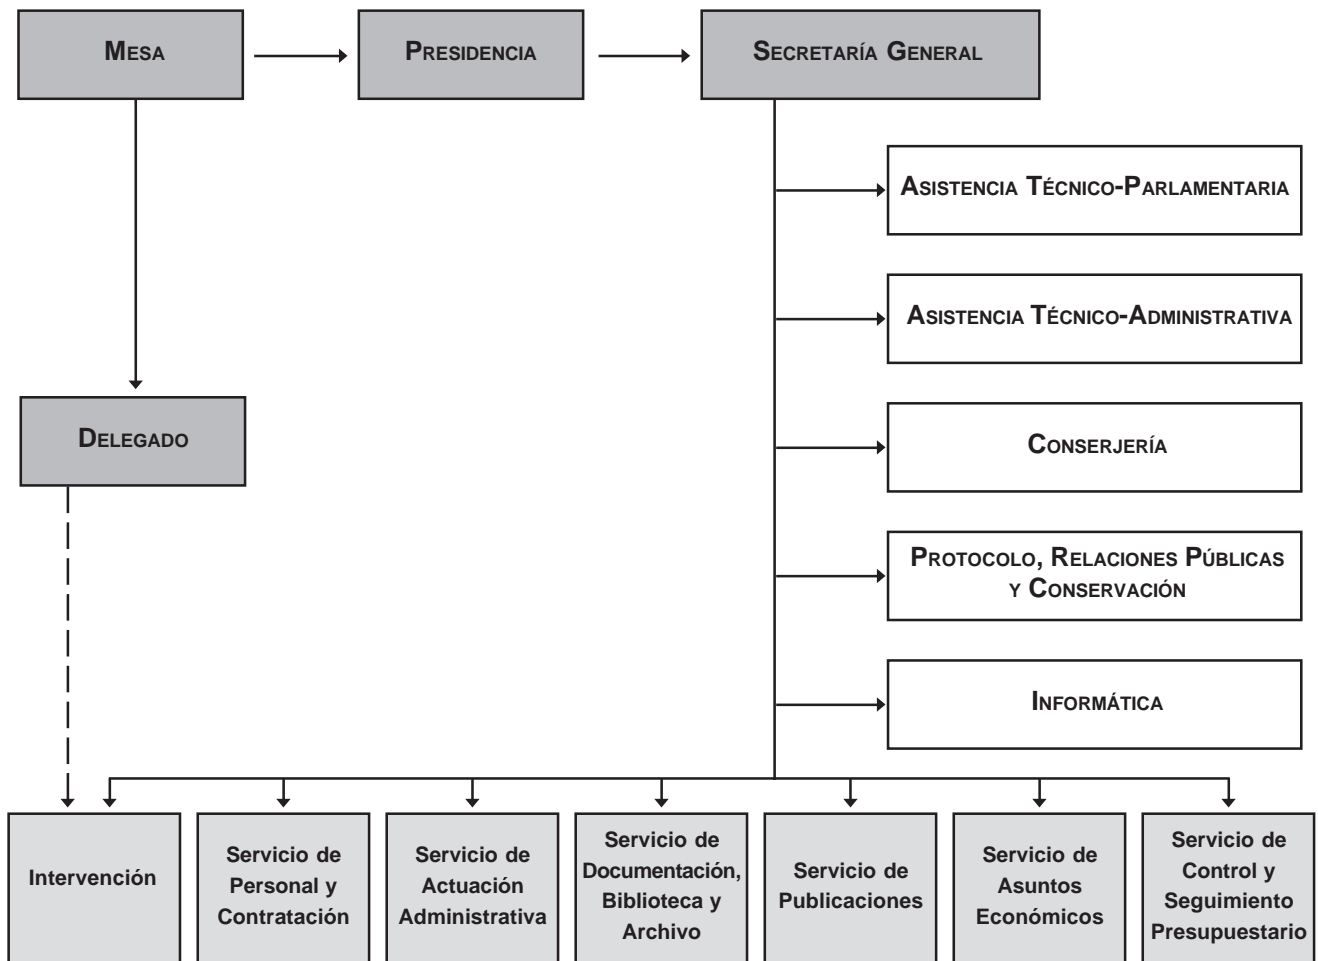 Mesa
Presidencia
Secretaría General
Asistencia Técnico-Parlamentaria
Asistencia Técnico-Administrativa
Conserjería
Delegado
Protocolo, Relaciones Públicas
y Conservación
Informática
Intervención
Servicio de
Personal y
Contratación
Servicio de
Actuación
Administrativa
Servicio de
Documentación,
Biblioteca y
Archivo
Servicio de
Publicaciones
Servicio de
Asuntos
Económicos
Servicio de
Control y
Seguimiento
Presupuestario